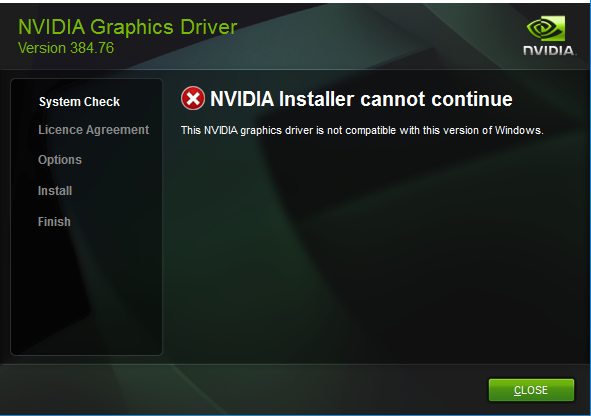 NVIDIA Graphics Driver
Version 384.76
NVIDIA.
System Check
Licence Agreement
Options
Install
Finish
NVIDIA Installer cannot continue
This NVIDIA graphics driver is not compatible with this version of Windows.
CLOSE